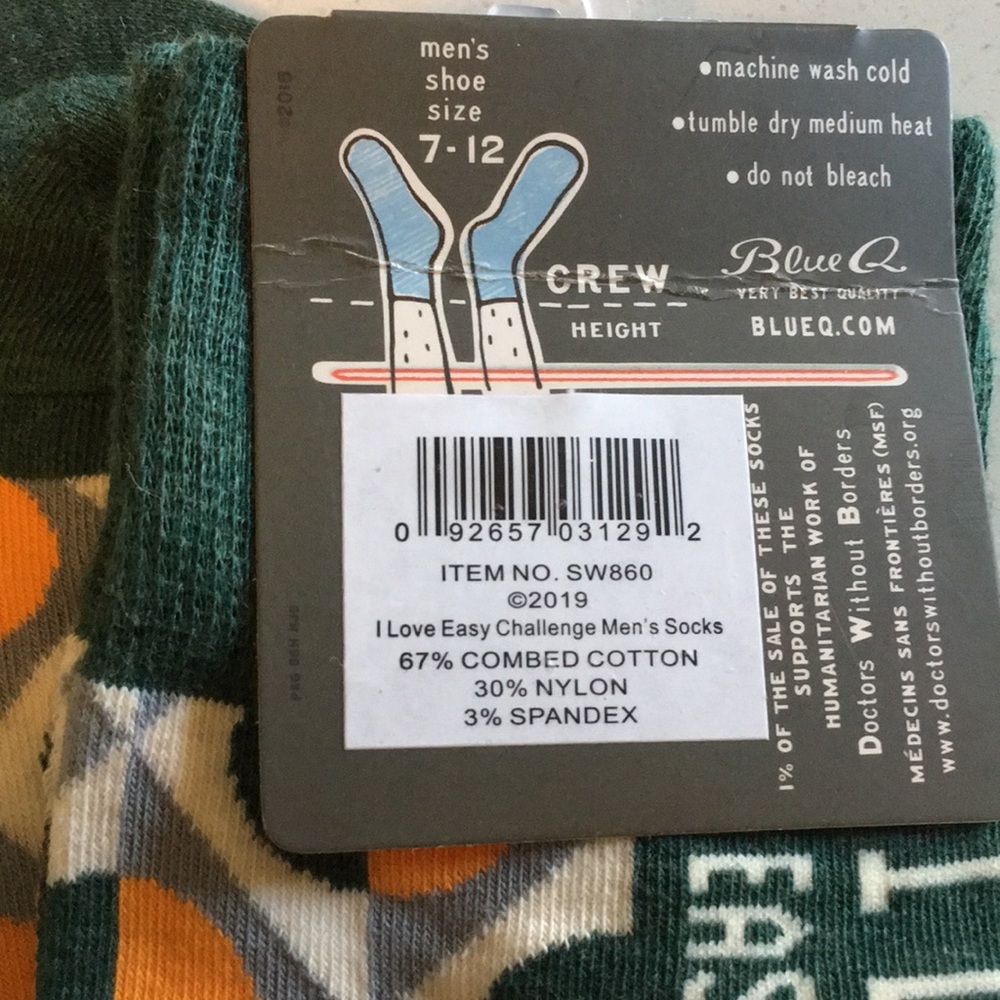 men's
shoe
size
7-12
•machine wash cold
•tumble dry medium heat
• do not bleach
CREW
HEIGHT
Blue Q
VERY BEST QUALITY
BLUEQ.COM
0 92657 03129 2
ITEM NO. SW860
©2019
I Love Easy Challenge Men's Socks
67% COMBED COTTON
30% NYLON
3% SPANDEX
1% OF THE SALE OF THESE SOCKS
SUPPORTS THE
HUMANITARIAN WORK OF
Doctors Without Borders
MÉDECINS SANS FRONTIÈRES (MSF)
www.doctorswithoutborders.org
©2016
EAS